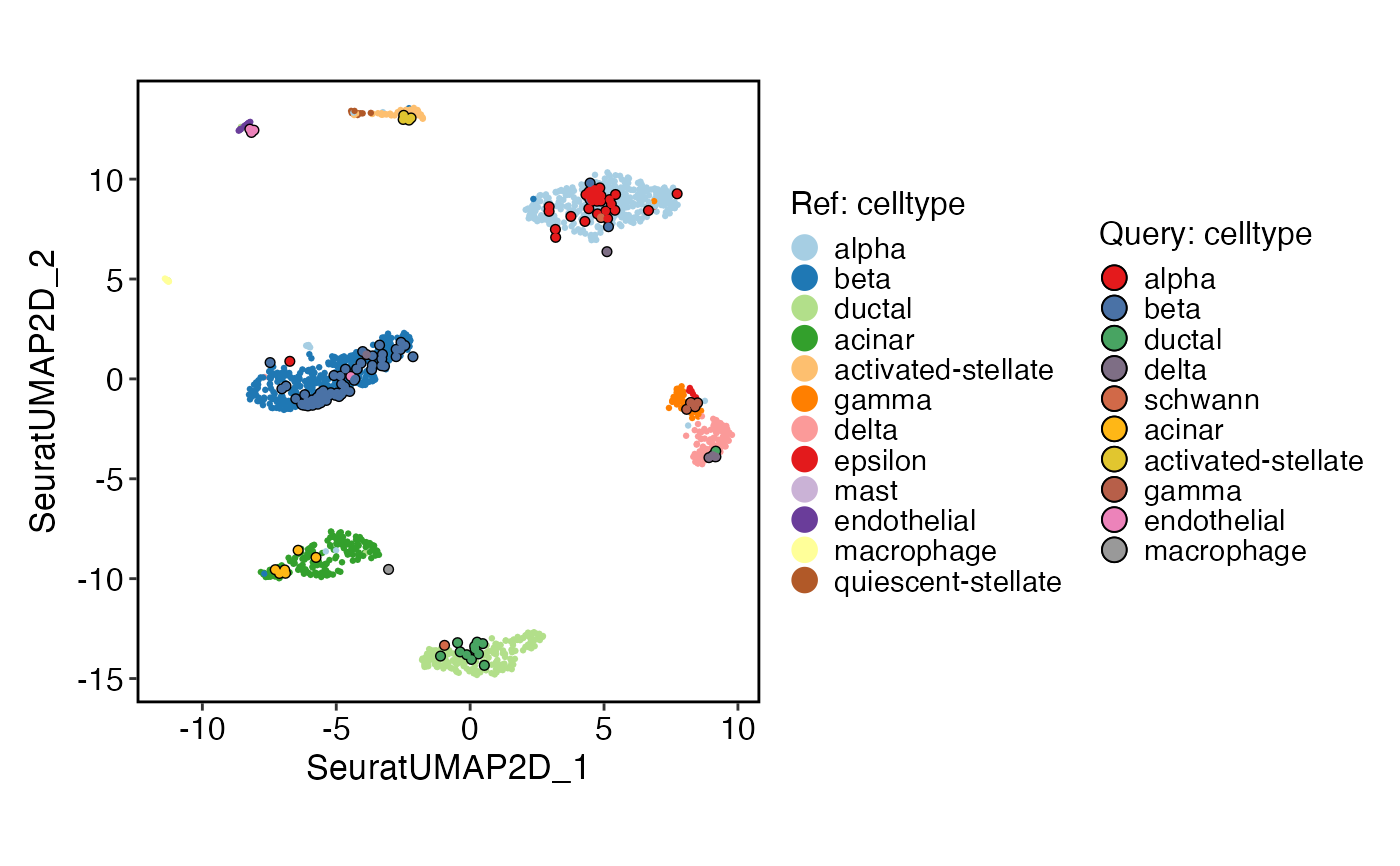 SeuratUMAP2D_2
10
5
0
-5
-10
-15
-10
-5
0
5
10
SeuratUMAP2D_1
Ref: celltype
alpha
beta
ductal
acinar
activated-stellate
gamma
delta
epsilon
mast
endothelial
macrophage
quiescent-stellate
Query: celltype
alpha
beta
ductal
delta
schwann
acinar
activated-stellate
gamma
endothelial
macrophage